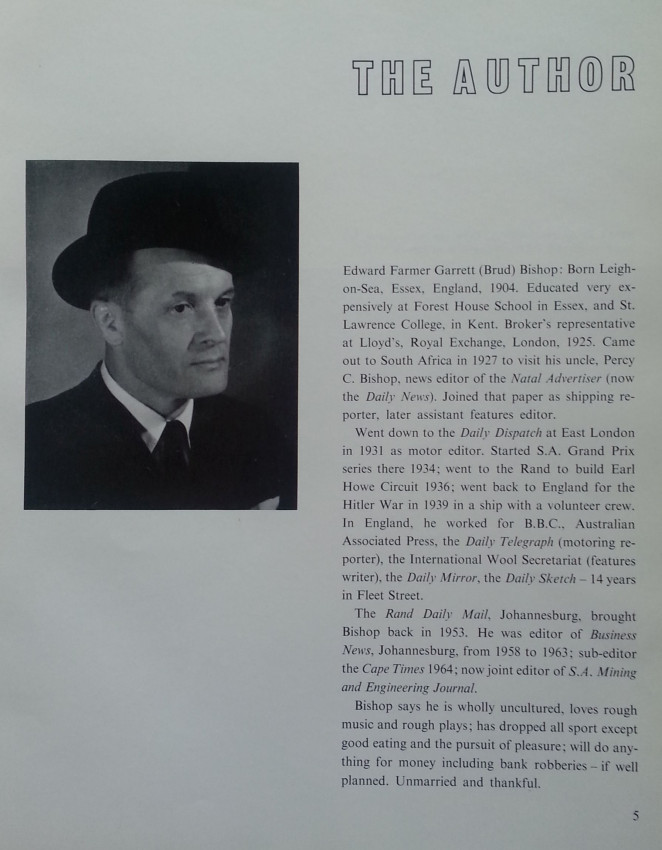 THE AUTHOR
Edward Farmer Garrett (Brud) Bishop: Born Leigh-
on-Sea, Essex, England, 1904. Educated very ex-
pensively at Forest House School in Essex, and St.
Lawrence College, in Kent. Broker's representative
at Lloyd's, Royal Exchange, London, 1925. Came
out to South Africa in 1927 to visit his uncle, Percy
C. Bishop, news editor of the Natal Advertiser (now
the Daily News). Joined that paper as shipping re-
porter, later assistant features editor.
Went down to the Daily Dispatch at East London
in 1931 as motor editor. Started S.A. Grand Prix
series there 1934; went to the Rand to build Earl
Howe Circuit 1936; went back to England for the
Hitler War in 1939 in a ship with a volunteer crew.
In England, he worked for B.B.C., Australian
Associated Press, the Daily Telegraph (motoring re-
porter), the International Wool Secretariat (features
writer), the Daily Mirror, the Daily Sketch – 14 years
in Fleet Street.
The Rand Daily Mail, Johannesburg, brought
Bishop back in 1953. He was editor of Business
News, Johannesburg, from 1958 to 1963; sub-editor
the Cape Times 1964; now joint editor of S.A. Mining
and Engineering Journal.
Bishop says he is wholly uncultured, loves rough
music and rough plays; has dropped all sport except
good eating and the pursuit of pleasure; will do any-
thing for money including bank robberies – if well
planned. Unmarried and thankful.
5